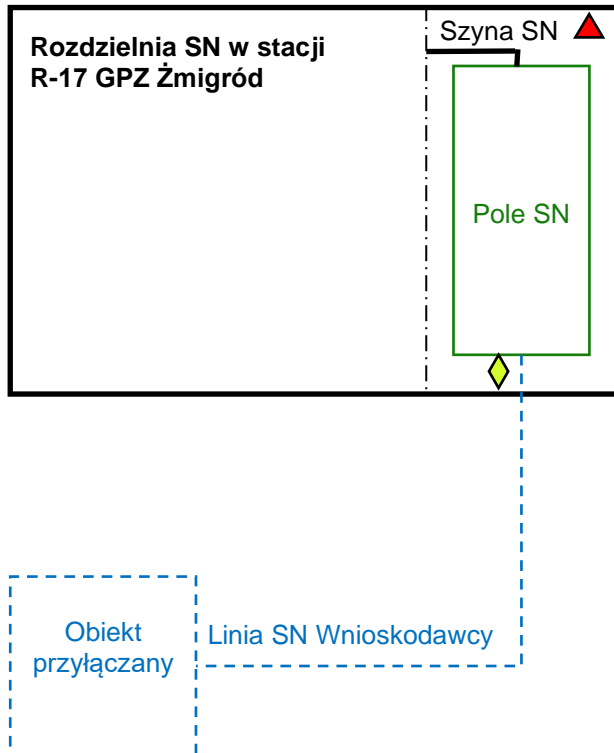 Rozdzielnia SN w stacji
R-17 GPZ Żmigród
Szyna SN
Pole SN
Obiekt
przyłączany
Linia SN Wnioskodawcy